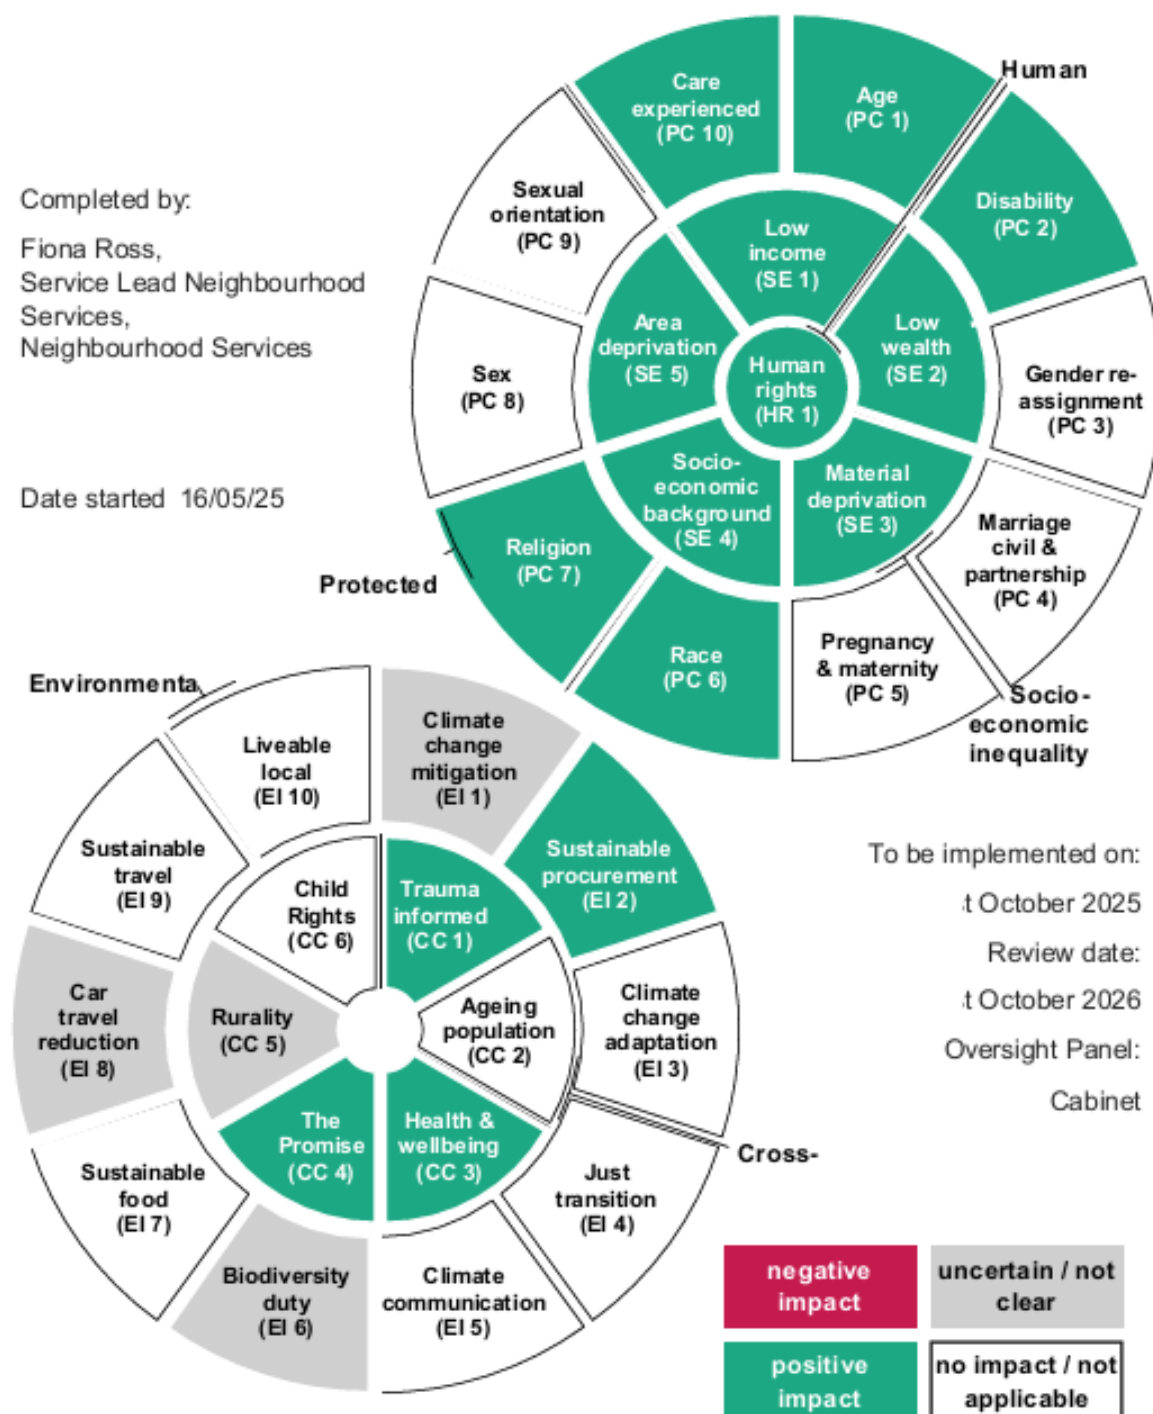 Completed by:
Fiona Ross,
Service Lead Neighbourhood
Services,
Neighbourhood Services
Date started 16/05/25
Human
Care
experienced
(PC 10)
Age
(PC 1)
Disability
(PC 2)
Gender re-
assignment
(PC 3)
Marriage
civil &
partnership
(PC 4)
Pregnancy
& maternity
(PC 5)
Race
(PC 6)
Religion
(PC 7)
Sex
(PC 8)
Sexual
orientation
(PC 9)
Low
income
(SE 1)
Low
wealth
(SE 2)
Material
deprivation
(SE 3)
Socio-
economic
background
(SE 4)
Area
deprivation
(SE 5)
Human
rights
(HR 1)
Protected
Socio-
economic
inequality
Environmenta
Climate
change
mitigation
(EI 1)
Sustainable
procurement
(EI 2)
Climate
change
adaptation
(EI 3)
Just
transition
(EI 4)
Climate
communication
(EI 5)
Biodiversity
duty
(EI 6)
Sustainable
food
(EI 7)
Car
travel
reduction
(EI 8)
Sustainable
travel
(EI 9)
Liveable
local
(EI 10)
Trauma
informed
(CC 1)
Ageing
population
(CC 2)
Health &
wellbeing
(CC 3)
The
Promise
(CC 4)
Rurality
(CC 5)
Child
Rights
(CC 6)
Cross-
To be implemented on:
t October 2025
Review date:
t October 2026
Oversight Panel:
Cabinet
negative
impact
uncertain / not
clear
positive
impact
no impact / not
applicable